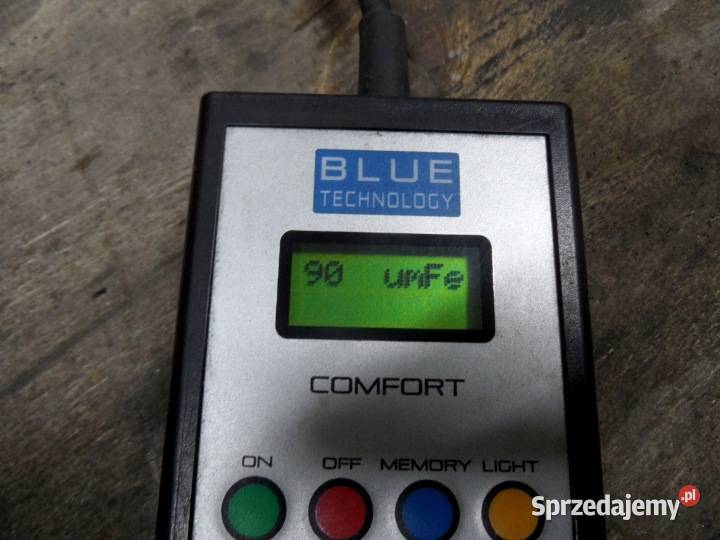 BLUE
TECHNOLOGY
90 umFe
COMFORT
ON OFF MEMORY LIGHT
Sprzedajemy.pl